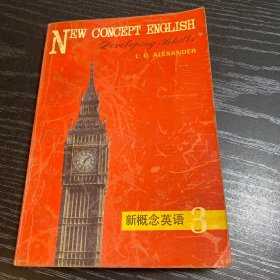 NEW CONCEPT ENGLISH
Developing Skills
L. G. ALEXANDER
新概念英语 3